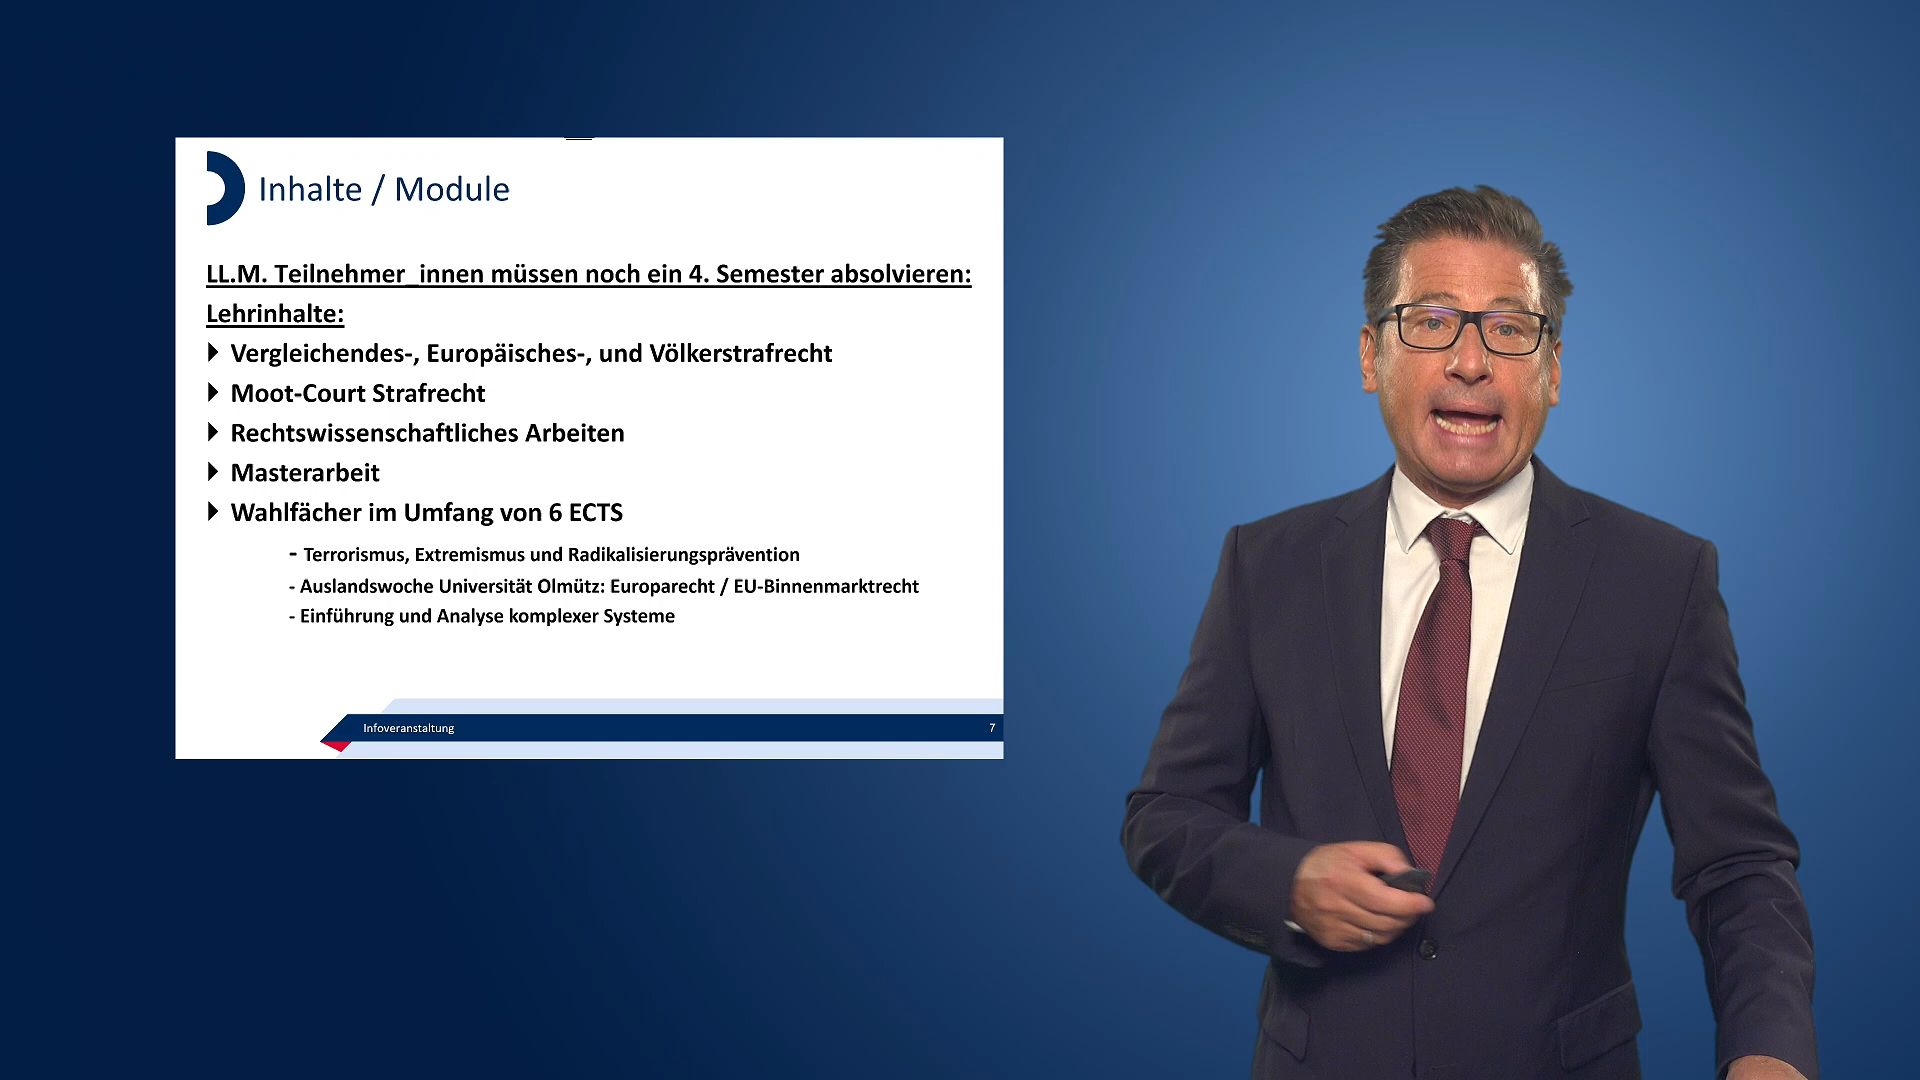 Inhalte / Module
LL.M. Teilnehmer_innen müssen noch ein 4. Semester absolvieren:
Lehrinhalte:
Vergleichendes-, Europäisches-, und Völkerstrafrecht
Moot-Court Strafrecht
Rechtswissenschaftliches Arbeiten
Masterarbeit
Wahlfächer im Umfang von 6 ECTS
- Terrorismus, Extremismus und Radikalisierungsprävention
- Auslandswoche Universität Olmütz: Europarecht / EU-Binnenmarktrecht
- Einführung und Analyse komplexer Systeme
Infoveranstaltung
7